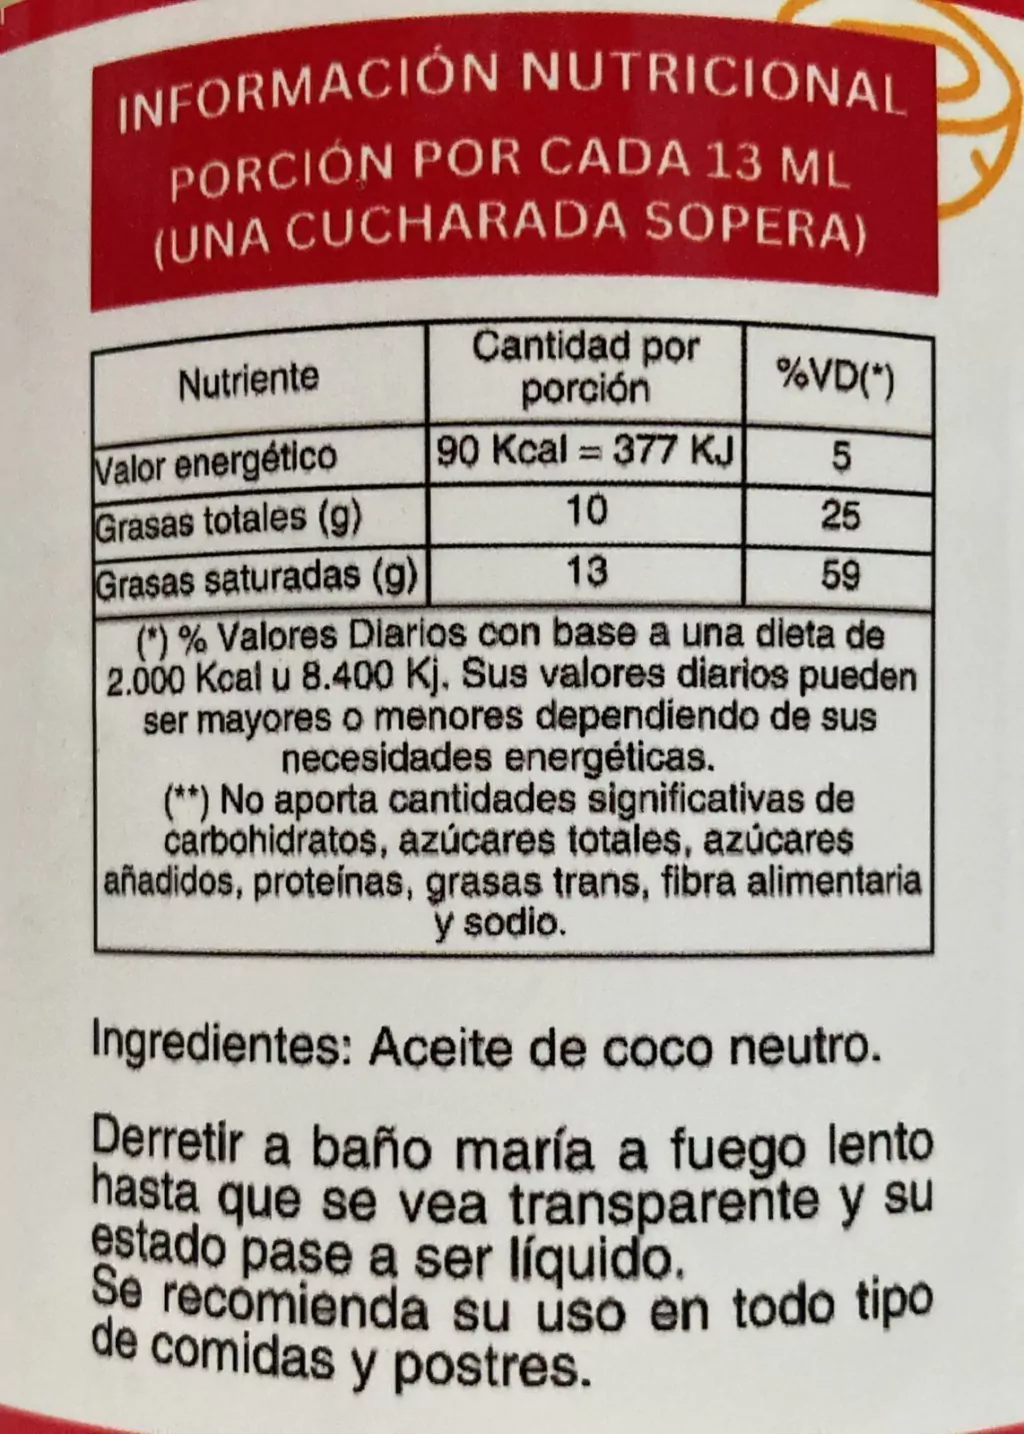 INFORMACIÓN NUTRICIONAL
PORCIÓN POR CADA 13 ML
(UNA CUCHARADA SOPERA)
Nutriente
Cantidad por
porción
%VD(*)
Valor energético
90 Kcal = 377 KJ
5
Grasas totales (g)
10
25
Grasas saturadas (g)
13
59
(*) % Valores Diarios con base a una dieta de
2.000 Kcal u 8.400 Kj. Sus valores diarios pueden
ser mayores o menores dependiendo de sus
necesidades energéticas.
(**) No aporta cantidades significativas de
carbohidratos, azúcares totales, azúcares
añadidos, proteínas, grasas trans, fibra alimentaria
y sodio.
Ingredientes: Aceite de coco neutro.
Derretir a baño maría a fuego lento
hasta que se vea transparente y su
estado pase a ser líquido.
Se recomienda su uso en todo tipo
de comidas y postres.